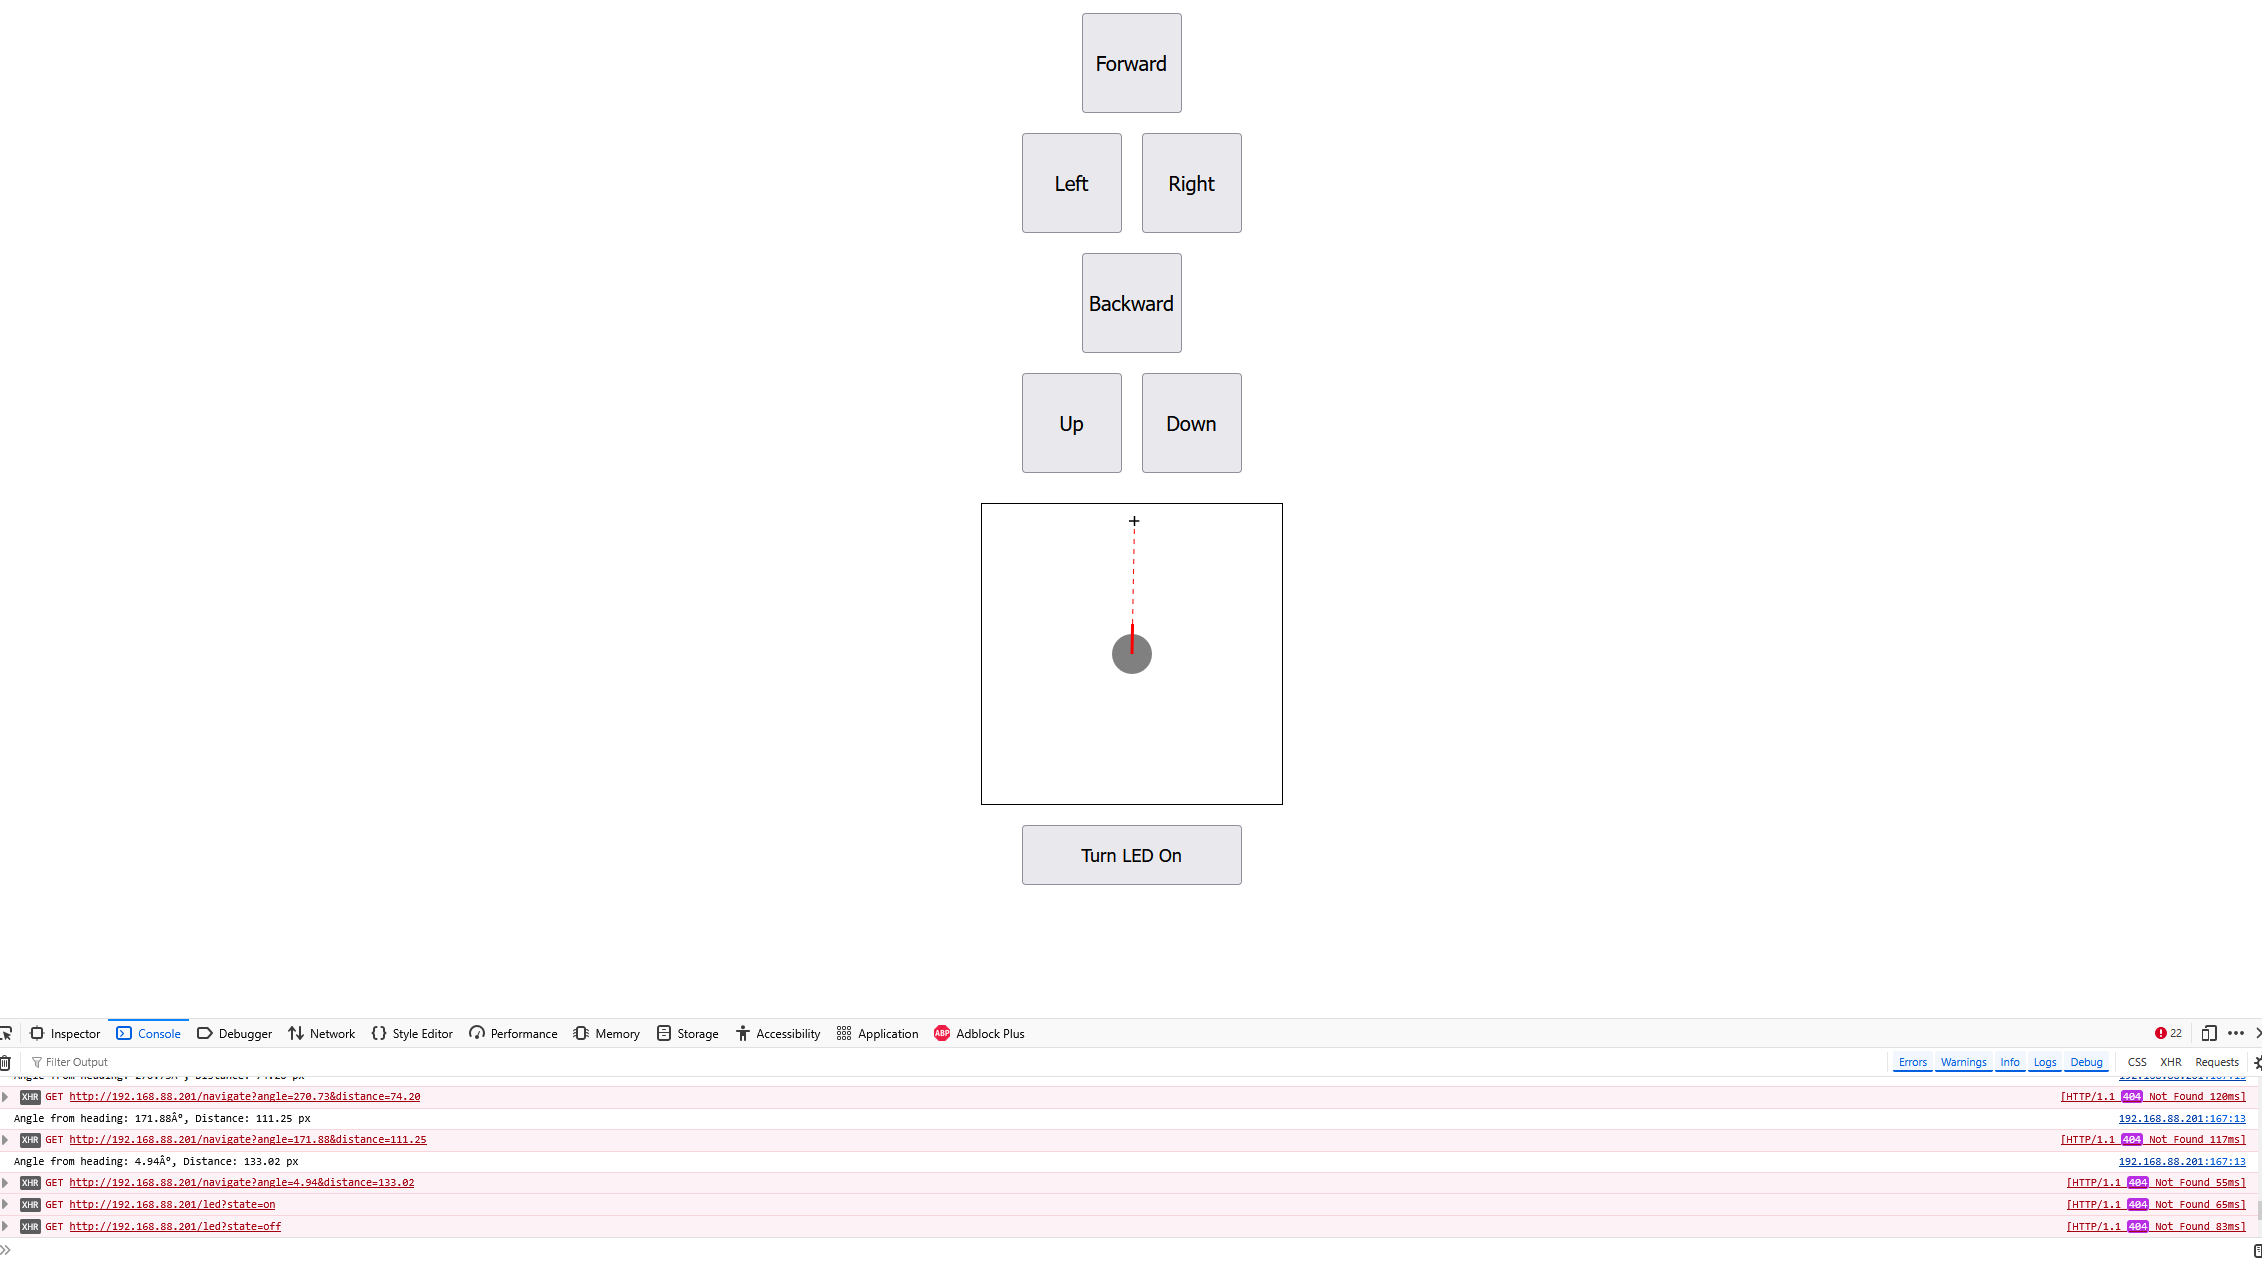 Forward
Left Right
Backward
Up Down
Turn LED On
Inspector Console Debugger Network Style Editor Performance Memory Storage Accessibility Application ABP Adblock Plus 22
Filter Output Errors Warnings Info Logs Debug CSS XHR Requests
XHR GET http://192.168.88.201/navigate?angle=270.73&distance=74.20 [HTTP/1.1 404 Not Found 120ms]
Angle from heading: 171.88Âº, Distance: 111.25 px 192.168.88.201:167:13
XHR GET http://192.168.88.201/navigate?angle=171.88&distance=111.25 [HTTP/1.1 404 Not Found 117ms]
Angle from heading: 4.94Âº, Distance: 133.02 px 192.168.88.201:167:13
XHR GET http://192.168.88.201/navigate?angle=4.94&distance=133.02 [HTTP/1.1 404 Not Found 55ms]
XHR GET http://192.168.88.201/led?state=on [HTTP/1.1 404 Not Found 65ms]
XHR GET http://192.168.88.201/led?state=off [HTTP/1.1 404 Not Found 83ms]